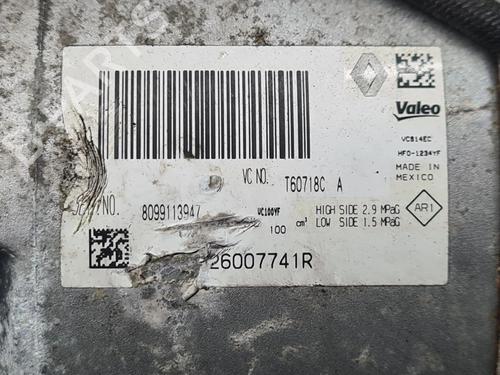 Valeo
VCS14EC
HFO-1234YF
MADE IN
MEXICO
VC NO. T60718C A
NO. 8099113947
VC100YF
100 cm³
HIGH SIDE 2.9 MPaG
LOW SIDE 1.5 MPaG
AR1
26007741R